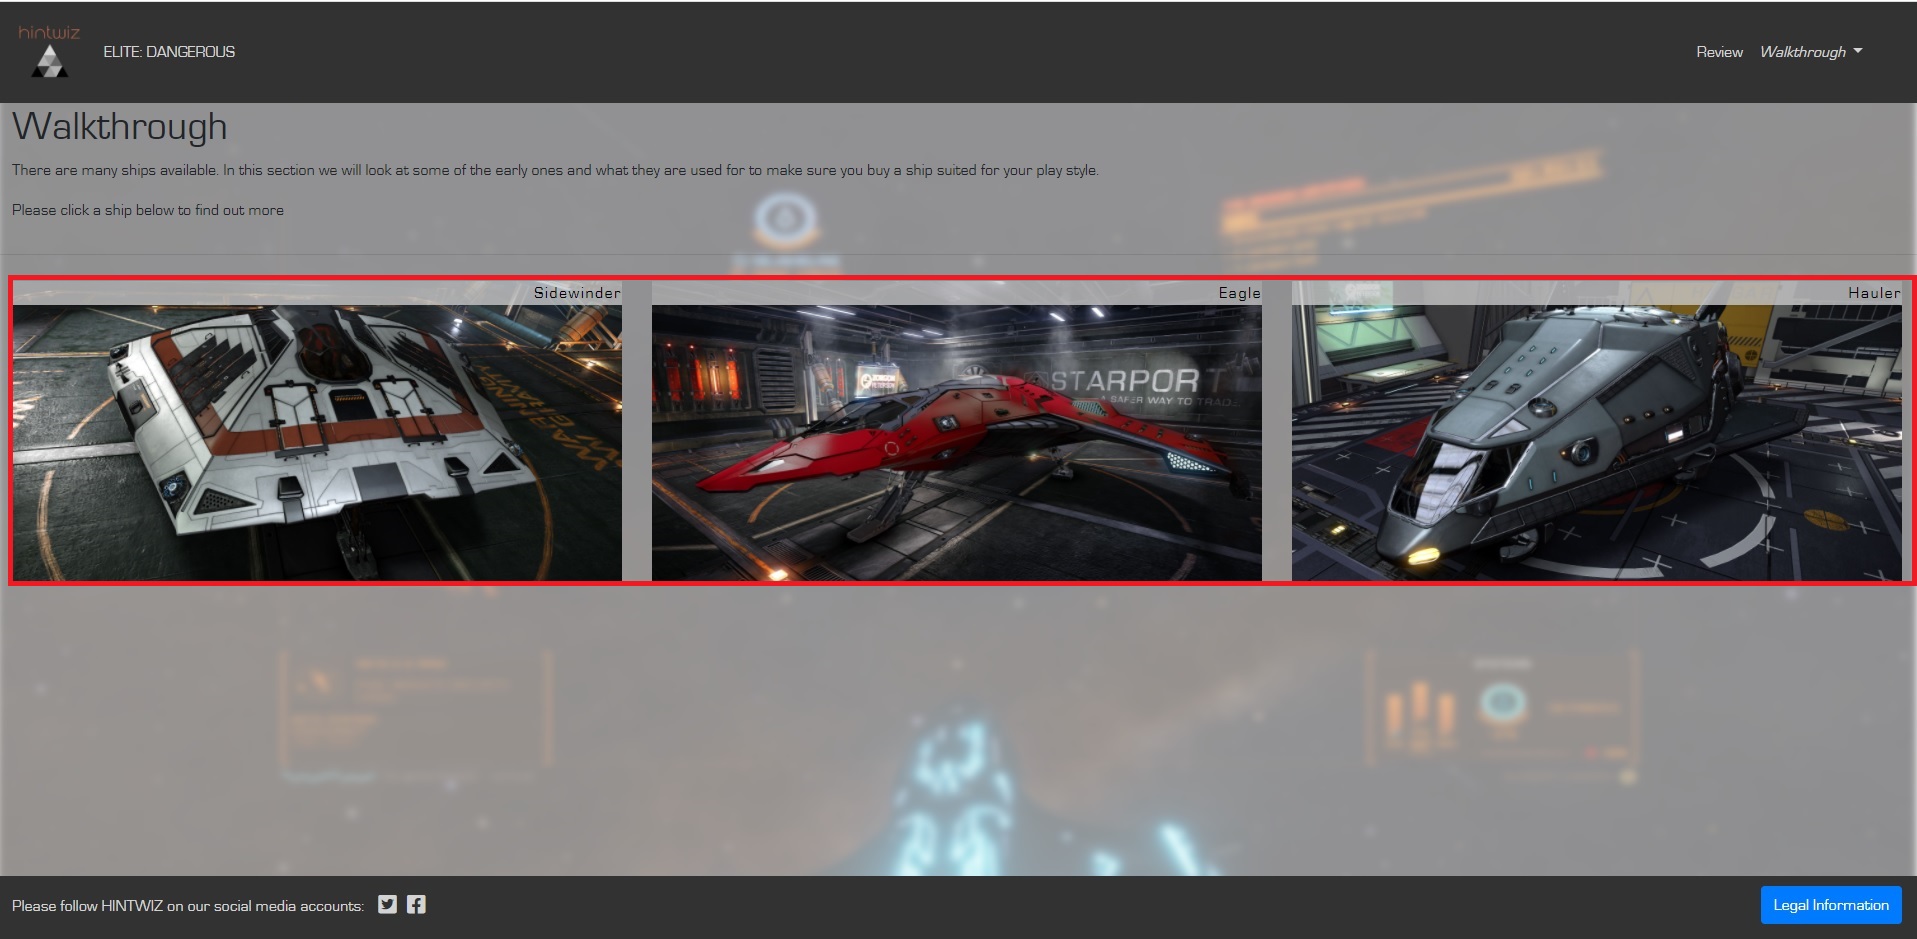 hintwiz
ELITE: DANGEROUS
Review Walkthrough
Walkthrough
There are many ships available. In this section we will look at some of the early ones and what they are used for to make sure you buy a ship suited for your play style.
Please click a ship below to find out more
Sidewinder
Eagle
Hauler
STARPORT
A SAFER WAY TO TRADE
WARNING
Please follow HINTWIZ on our social media accounts:
Legal Information